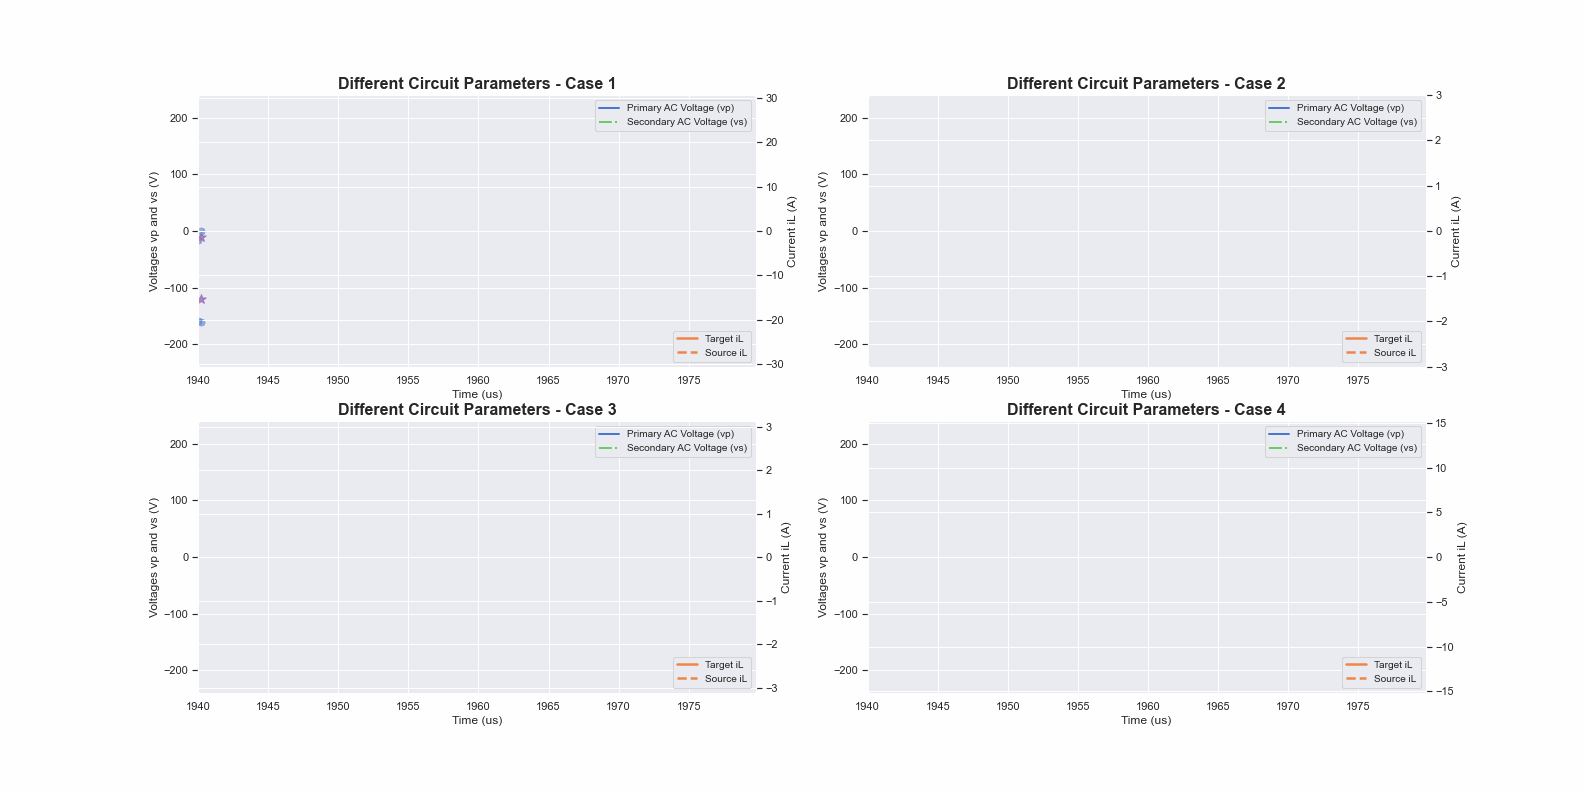 Different Circuit Parameters - Case 1
Primary AC Voltage (vp)
Secondary AC Voltage (vs)
200
100
0
−100
−200
Voltages vp and vs (V)
30
20
10
0
−10
−20
−30
Current iL (A)
Target iL
Source iL
1940 1945 1950 1955 1960 1965 1970 1975
Time (us)
Different Circuit Parameters - Case 2
Primary AC Voltage (vp)
Secondary AC Voltage (vs)
200
100
0
−100
−200
Voltages vp and vs (V)
3
2
1
0
−1
−2
−3
Current iL (A)
Target iL
Source iL
1940 1945 1950 1955 1960 1965 1970 1975
Time (us)
Different Circuit Parameters - Case 3
Primary AC Voltage (vp)
Secondary AC Voltage (vs)
200
100
0
−100
−200
Voltages vp and vs (V)
3
2
1
0
−1
−2
−3
Current iL (A)
Target iL
Source iL
1940 1945 1950 1955 1960 1965 1970 1975
Time (us)
Different Circuit Parameters - Case 4
Primary AC Voltage (vp)
Secondary AC Voltage (vs)
200
100
0
−100
−200
Voltages vp and vs (V)
15
10
5
0
−5
−10
−15
Current iL (A)
Target iL
Source iL
1940 1945 1950 1955 1960 1965 1970 1975
Time (us)